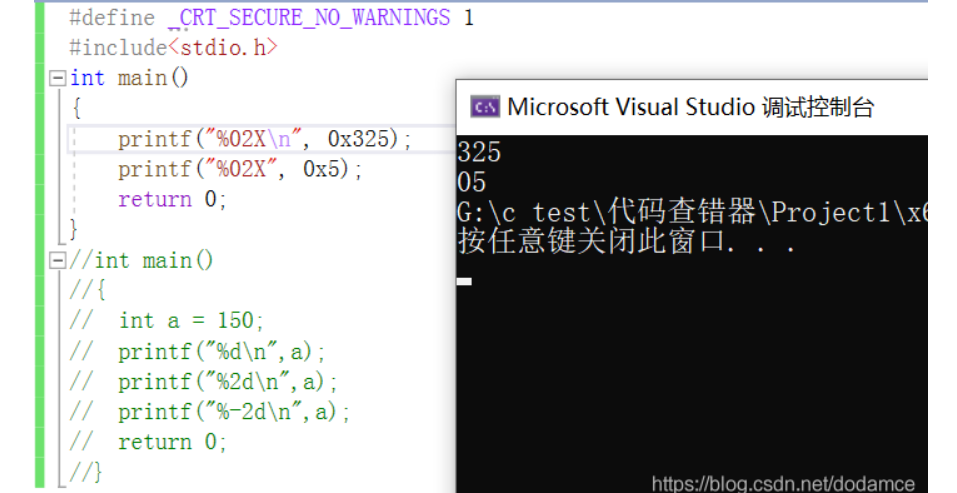 #define _CRT_SECURE_NO_WARNINGS 1
#include<stdio.h>
int main()
{
printf("%02X\n", 0x325);
printf("%02X", 0x5);
return 0;
}
//int main()
//{
// int a = 150;
// printf("%d\n",a);
// printf("%2d\n",a);
// printf("%-2d\n",a);
// return 0;
//}
Microsoft Visual Studio 调试控制台
325
05
G:\c test\代码查错器\Project1\x
按任意键关闭此窗口. . .
https://blog.csdn.net/dodamce